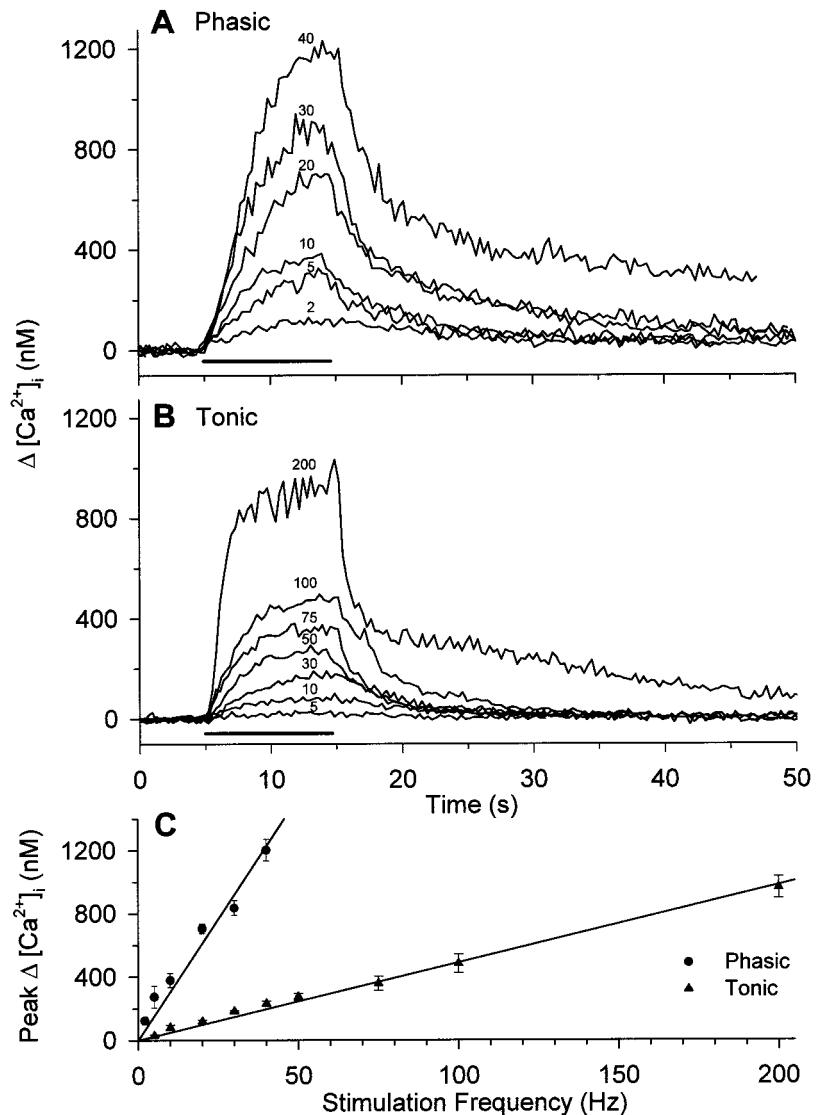 A Phasic
1200
800
400
0
40
30
20
10
5
2
Δ [Ca²⁺]ᵢ (nM)
B Tonic
1200
800
400
0
200
100
75
50
30
10
5
0 10 20 30 40 50
Time (s)
C
1200
800
400
0
Peak Δ [Ca²⁺]ᵢ (nM)
Phasic
Tonic
0 50 100 150 200
Stimulation Frequency (Hz)